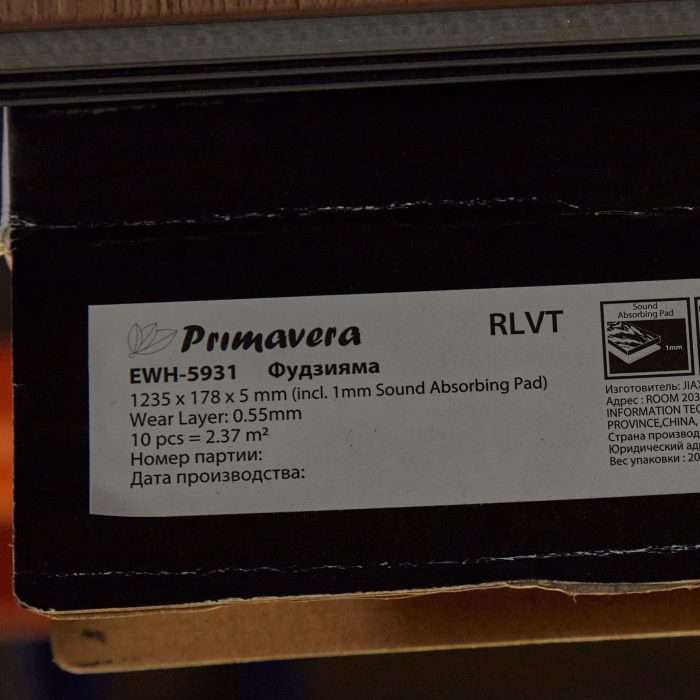 Primavera
RLVT
EWH-5931 Фудзияма
1235 x 178 x 5 mm (incl. 1mm Sound Absorbing Pad)
Wear Layer: 0.55mm
10 pcs = 2.37 m²
Номер партии:
Дата производства:
Sound
Absorbing Pad
1mm
Изготовитель: JIAX
Адрес : ROOM 203
INFORMATION TEC
PROVINCE,CHINA,
Страна производ
Юридический ад
Вес упаковки : 20